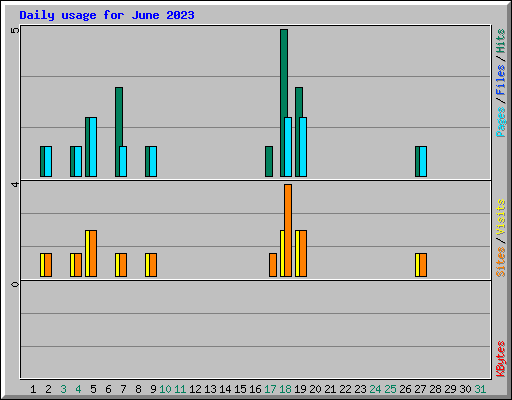 Daily usage for June 2023
5
4
0
Pages/Files/Hits
Sites/Visits
KBytes
1 2 3 4 5 6 7 8 9 10 11 12 13 14 15 16 17 18 19 20 21 22 23 24 25 26 27 28 29 30 31